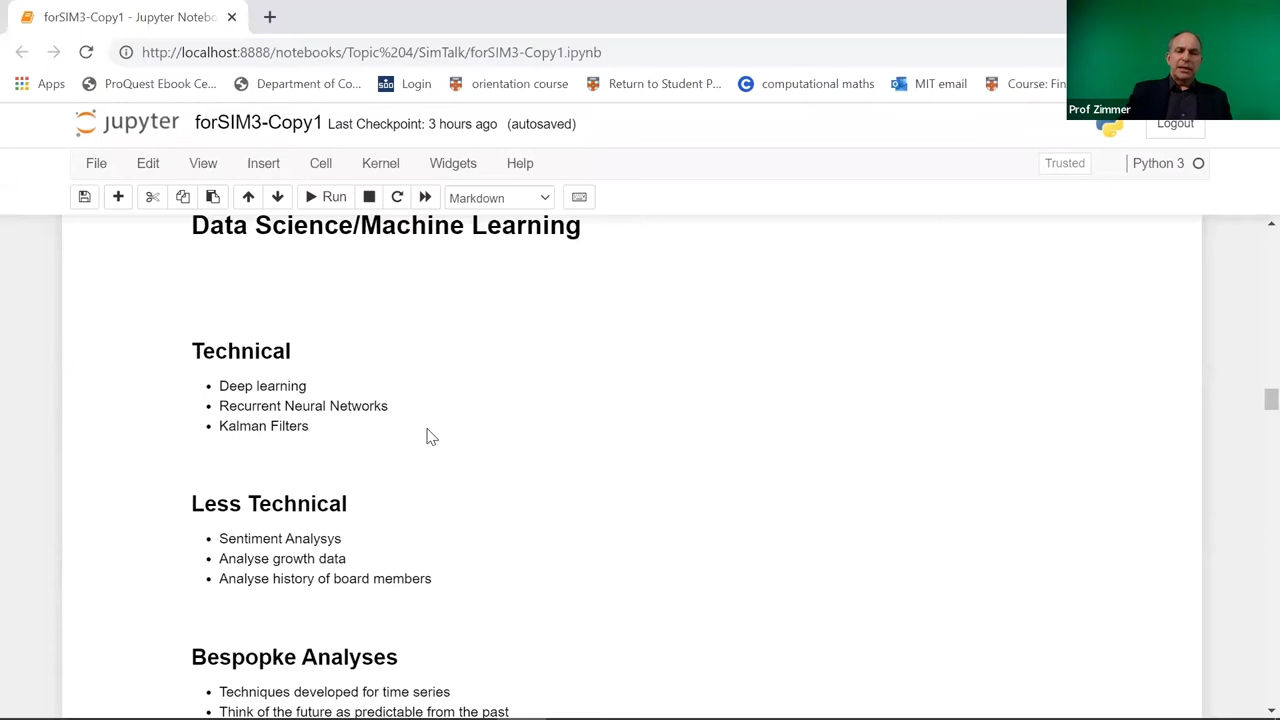 forSIM3-Copy1 - Jupyter Notebo
http://localhost:8888/notebooks/Topic%204/SimTalk/forSIM3-Copy1.ipynb
Apps ProQuest Ebook Ce... Department of Co... Login orientation course Return to Student P... computational maths MIT email Course: Fin
Prof Zimmer
jupyter forSIM3-Copy1 Last Checkpoint: 3 hours ago (autosaved) Logout
File Edit View Insert Cell Kernel Widgets Help Trusted Python 3
Run Markdown
Data Science/Machine Learning
Technical
Deep learning
Recurrent Neural Networks
Kalman Filters
Less Technical
Sentiment Analysys
Analyse growth data
Analyse history of board members
Bespopke Analyses
Techniques developed for time series
Think of the future as predictable from the past